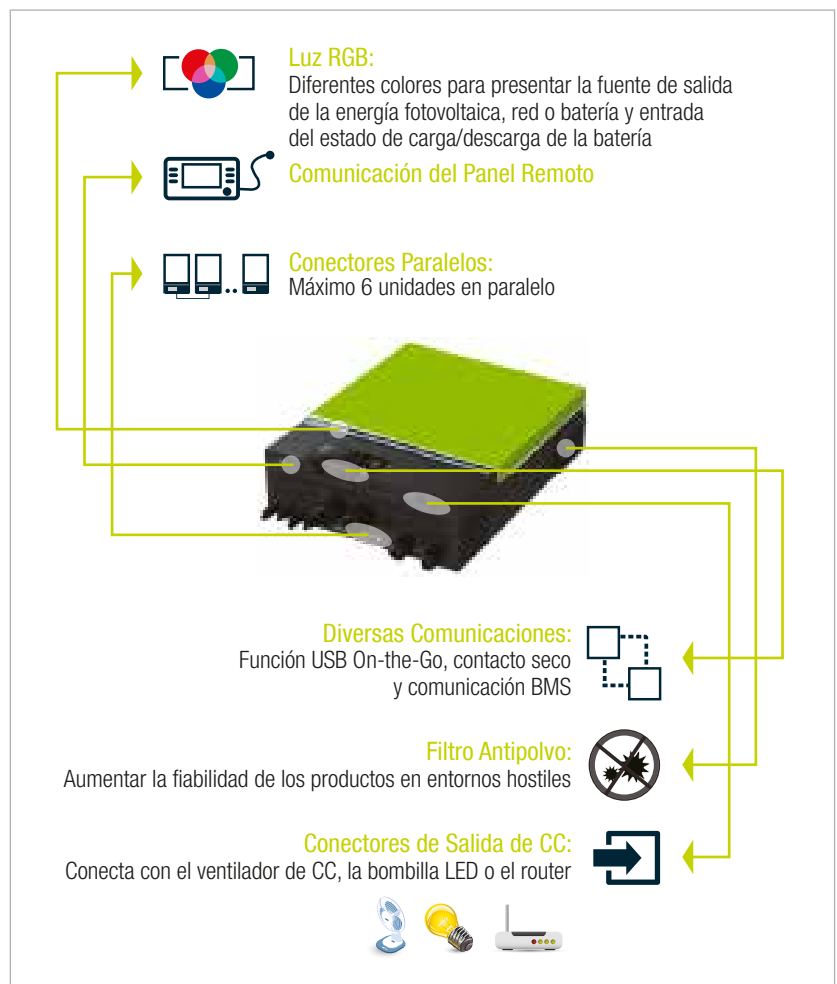 Luz RGB:
Diferentes colores para presentar la fuente de salida
de la energía fotovoltaica, red o batería y entrada
del estado de carga/descarga de la batería
Comunicación del Panel Remoto
Conectores Paralelos:
Máximo 6 unidades en paralelo
Diversas Comunicaciones:
Función USB On-the-Go, contacto seco
y comunicación BMS
Filtro Antipolvo:
Aumentar la fiabilidad de los productos en entornos hostiles
Conectores de Salida de CC:
Conecta con el ventilador de CC, la bombilla LED o el router